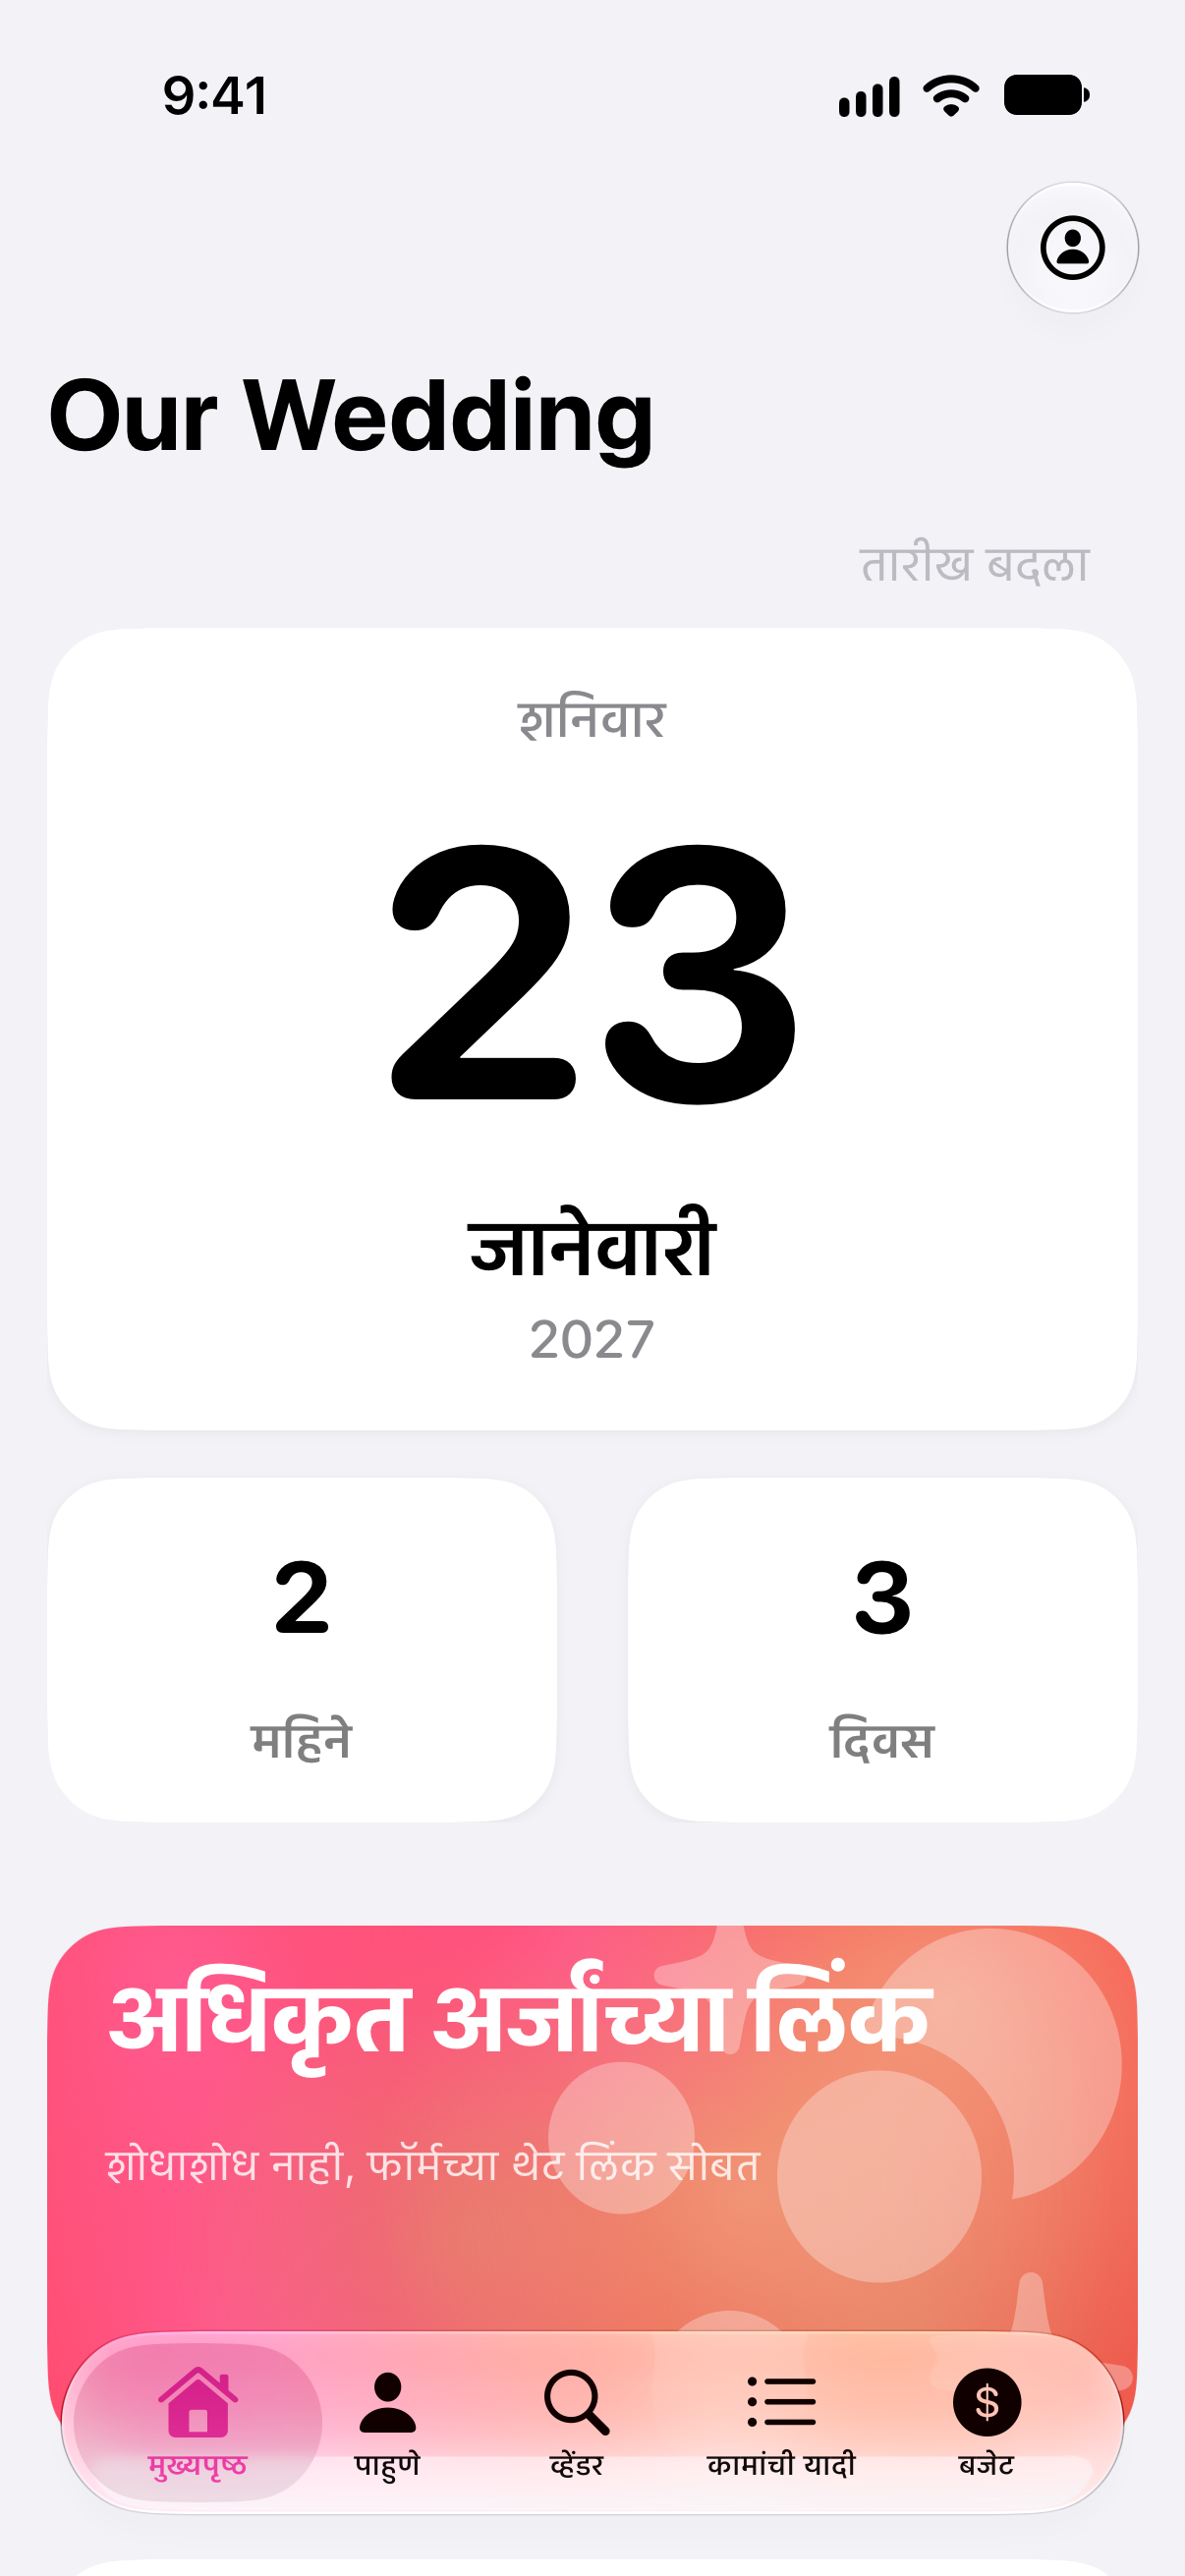 9:41
Our Wedding
तारीख बदला
शनिवार
23
जानेवारी
2027
2
महिने
3
दिवस
अधिकृत अर्जांच्या लिंक
शोधाशोध नाही, फॉर्मच्या थेट लिंक सोबत
मुख्यपृष्ठ
पाहुणे
व्हेंडर
कामांची यादी
$
बजेट